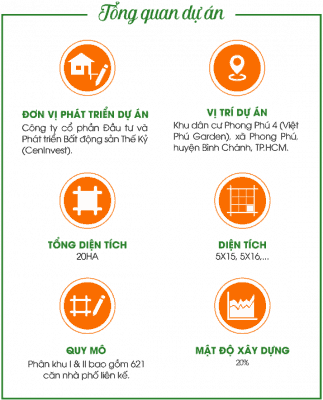 Tổng quan dự án
ĐƠN VỊ PHÁT TRIỂN DỰ ÁN
Công ty cổ phần Đầu tư và
Phát triển Bất động sản Thế Kỷ
(CenInvest).
VỊ TRÍ DỰ ÁN
Khu dân cư Phong Phú 4 (Việt
Phú Garden), xã Phong Phú,
huyện Bình Chánh, TP.HCM.
TỔNG DIỆN TÍCH
20HA
DIỆN TÍCH
5X15, 5X16,...
QUY MÔ
Phân khu I & II bao gồm 621
căn nhà phố liên kế.
MẬT ĐỘ XÂY DỰNG
20%